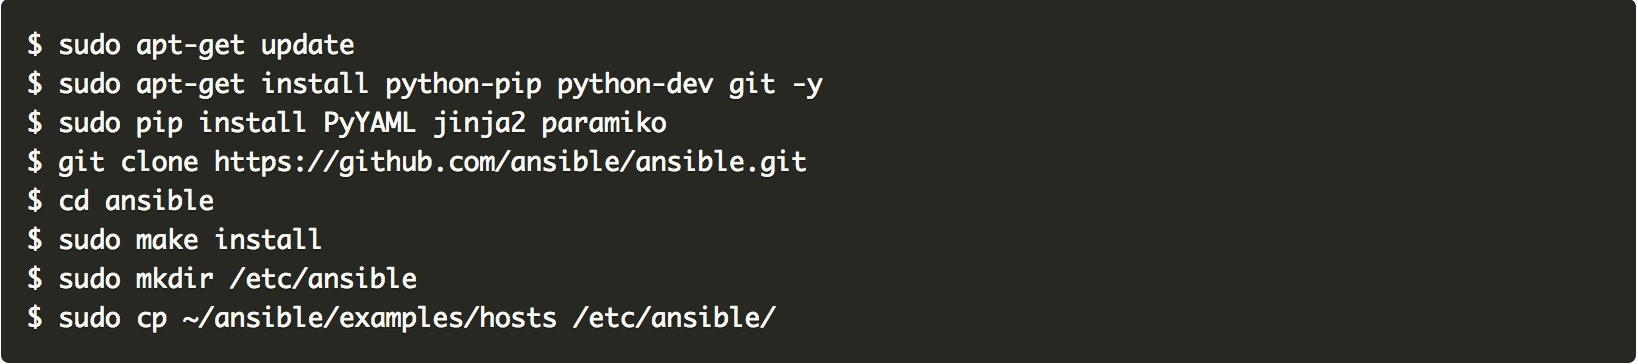 $ sudo apt-get update
$ sudo apt-get install python-pip python-dev git -y
$ sudo pip install PyYAML jinja2 paramiko
$ git clone https://github.com/ansible/ansible.git
$ cd ansible
$ sudo make install
$ sudo mkdir /etc/ansible
$ sudo cp ~/ansible/examples/hosts /etc/ansible/